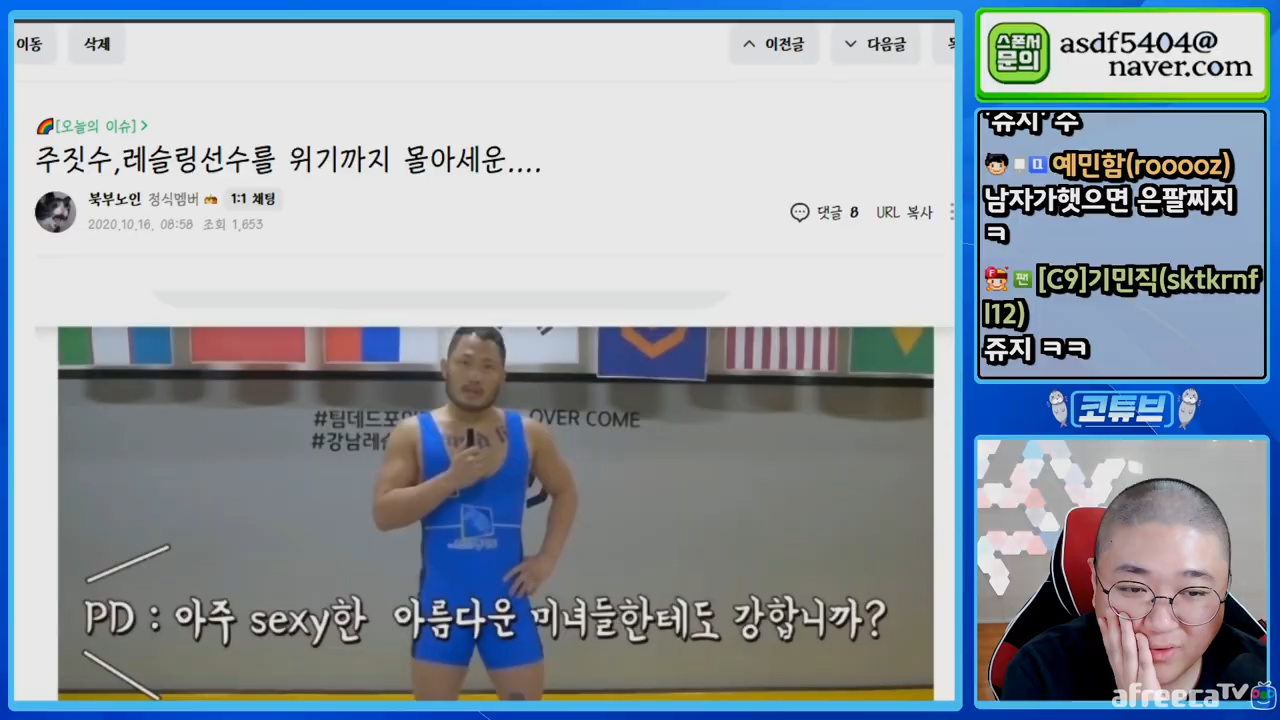 이동
삭제
이전글
다음글
[오늘의 이슈]
주짓수,레슬링선수를 위기까지 몰아세운....
북부노인 정식멤버 1:1 채팅
2020.10.16. 08:58 조회 1,653
댓글 8 URL 복사
#팀데드포
OVER COME
#강남레슬
PD : 아주 sexy한 아름다운 미녀들한테도 강합니까?
스폰서
문의
asdf5404@
naver.com
'쥬지' 수
예민함(rooooz)
남자가햇으면 은팔찌지
ㅋ
팬 [C9]기민직(sktkrnf
l12)
쥬지 ㅋㅋ
코튜브
afreecaTV